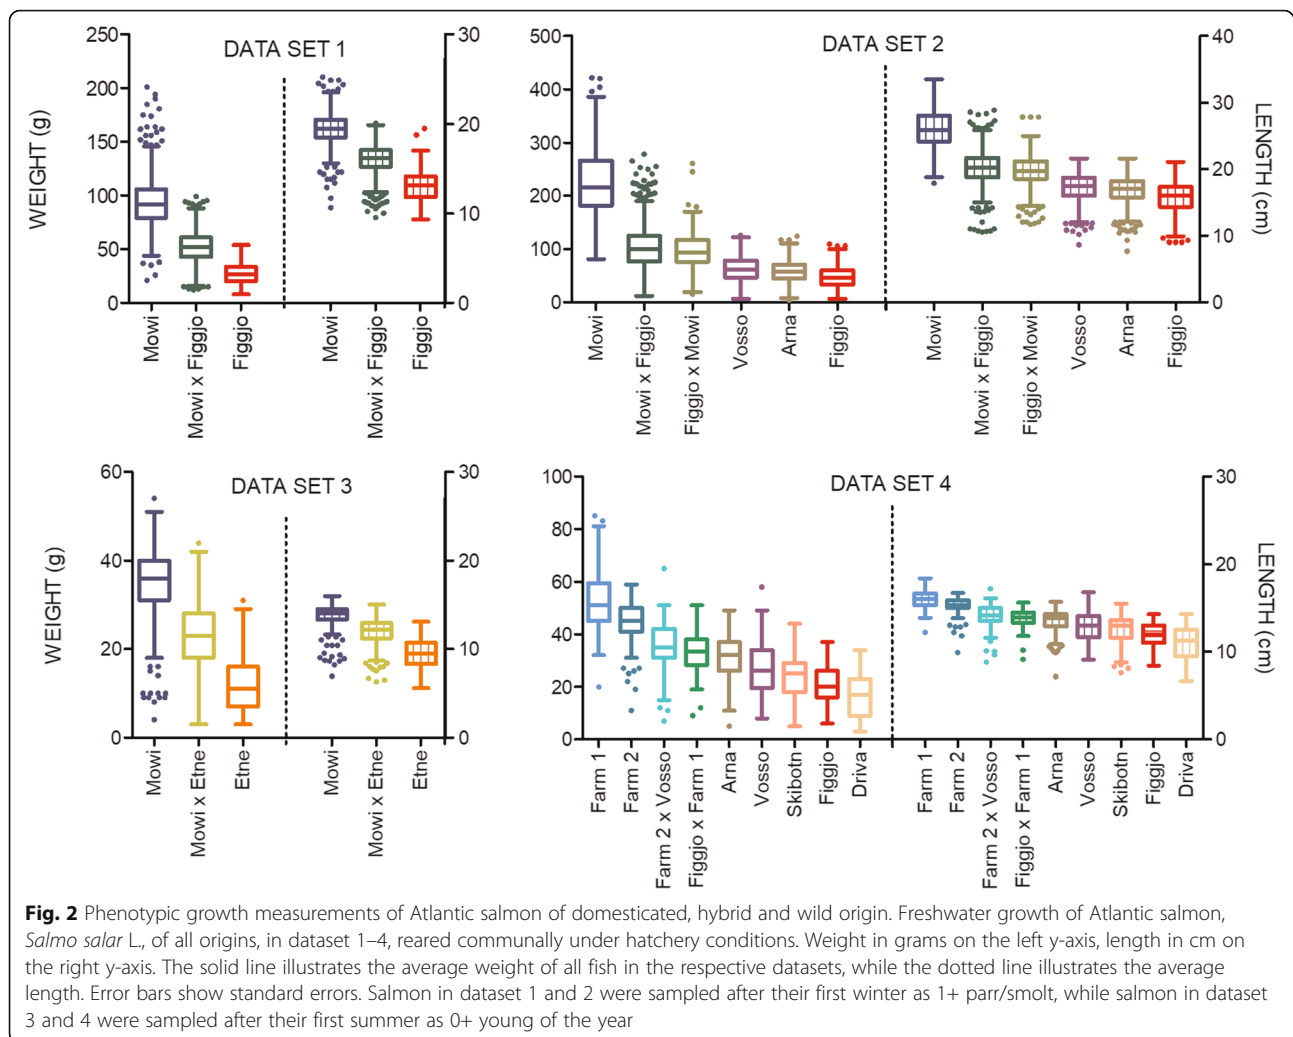 DATA SET 1
WEIGHT (g)
250
200
150
100
50
0
30
20
10
0
Mowi
Mowi x Figgjo
Figgjo
Mowi
Mowi x Figgjo
Figgjo
DATA SET 2
500
400
300
200
100
0
40
30
20
10
0
LENGTH (cm)
Mowi
Mowi x Figgjo
Figgjo x Mowi
Vosso
Arna
Figgjo
Mowi
Mowi x Figgjo
Figgjo x Mowi
Vosso
Arna
Figgjo
DATA SET 3
WEIGHT (g)
60
40
20
0
30
20
10
0
Mowi
Mowi x Etne
Etne
Mowi
Mowi x Etne
Etne
DATA SET 4
100
80
60
40
20
0
30
20
10
0
LENGTH (cm)
Farm 1
Farm 2
Farm 2 x Vosso
Figgjo x Farm 1
Arna
Vosso
Skibotn
Figgjo
Driva
Farm 1
Farm 2
Farm 2 x Vosso
Figgjo x Farm 1
Arna
Vosso
Skibotn
Figgjo
Driva
Fig. 2 Phenotypic growth measurements of Atlantic salmon of domesticated, hybrid and wild origin. Freshwater growth of Atlantic salmon,
Salmo salar L., of all origins, in dataset 1–4, reared communally under hatchery conditions. Weight in grams on the left y-axis, length in cm on
the right y-axis. The solid line illustrates the average weight of all fish in the respective datasets, while the dotted line illustrates the average
length. Error bars show standard errors. Salmon in dataset 1 and 2 were sampled after their first winter as 1+ parr/smolt, while salmon in dataset
3 and 4 were sampled after their first summer as 0+ young of the year